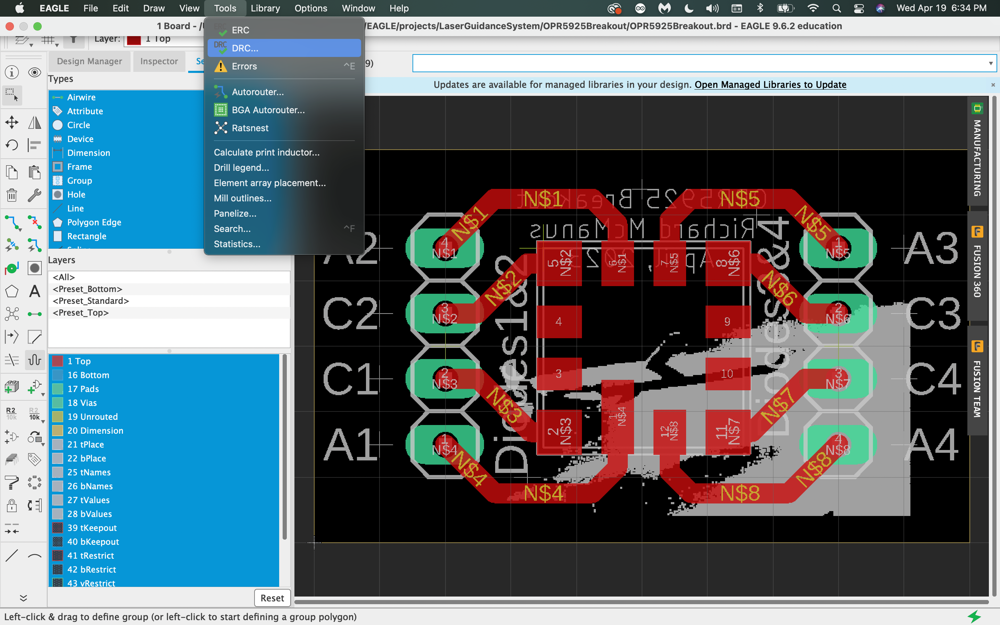 EAGLE File Edit Draw View Tools Library Options Window Help Wed Apr 19 6:34 PM
1 Board - /EAGLE/projects/LaserGuidanceSystem/OPR5925Breakout/OPR5925Breakout.brd - EAGLE 9.6.2 education
Layer: 1 Top
ERC
DRC...
Errors ^E
Autorouter...
BGA Autorouter...
Ratsnest
Calculate print inductor...
Drill legend...
Element array placement...
Mill outlines...
Panelize...
Search... ^F
Statistics...
Design Manager Inspector
9)
Updates are available for managed libraries in your design. Open Managed Libraries to Update
Types
Airwire
Attribute
Circle
Device
Dimension
Frame
Group
Hole
Line
Polygon Edge
Rectangle
Layers
<All>
<Preset_Bottom>
<Preset_Standard>
<Preset_Top>
1 Top
16 Bottom
17 Pads
18 Vias
19 Unrouted
20 Dimension
21 tPlace
22 bPlace
25 tNames
26 bNames
27 tValues
28 bValues
39 tKeepout
40 bKeepout
41 tRestrict
42 bRestrict
43 vRestrict
Reset
R2 10k R2 10k
OPR5925 Breakout
Richard McManus
April, 2023
N$1 N$5
N$1 N$5
A2 4 N$1 1 N$5 A3
5 N$2 6 N$1 7 N$5 8 N$6
N$2 N$6
C2 3 N$2 4 9 2 N$6 C3
Diodes1&2 Diodes3&4
C1 2 N$3 3 10 3 N$7 C4
N$3 N$7
2 N$3 1 N$4 12 N$8 11 N$7
A1 1 N$4 4 N$8 A4
N$4 N$8
N$4 N$8
MANUFACTURING
FUSION 360
FUSION TEAM
Left-click & drag to define group (or left-click to start defining a group polygon)